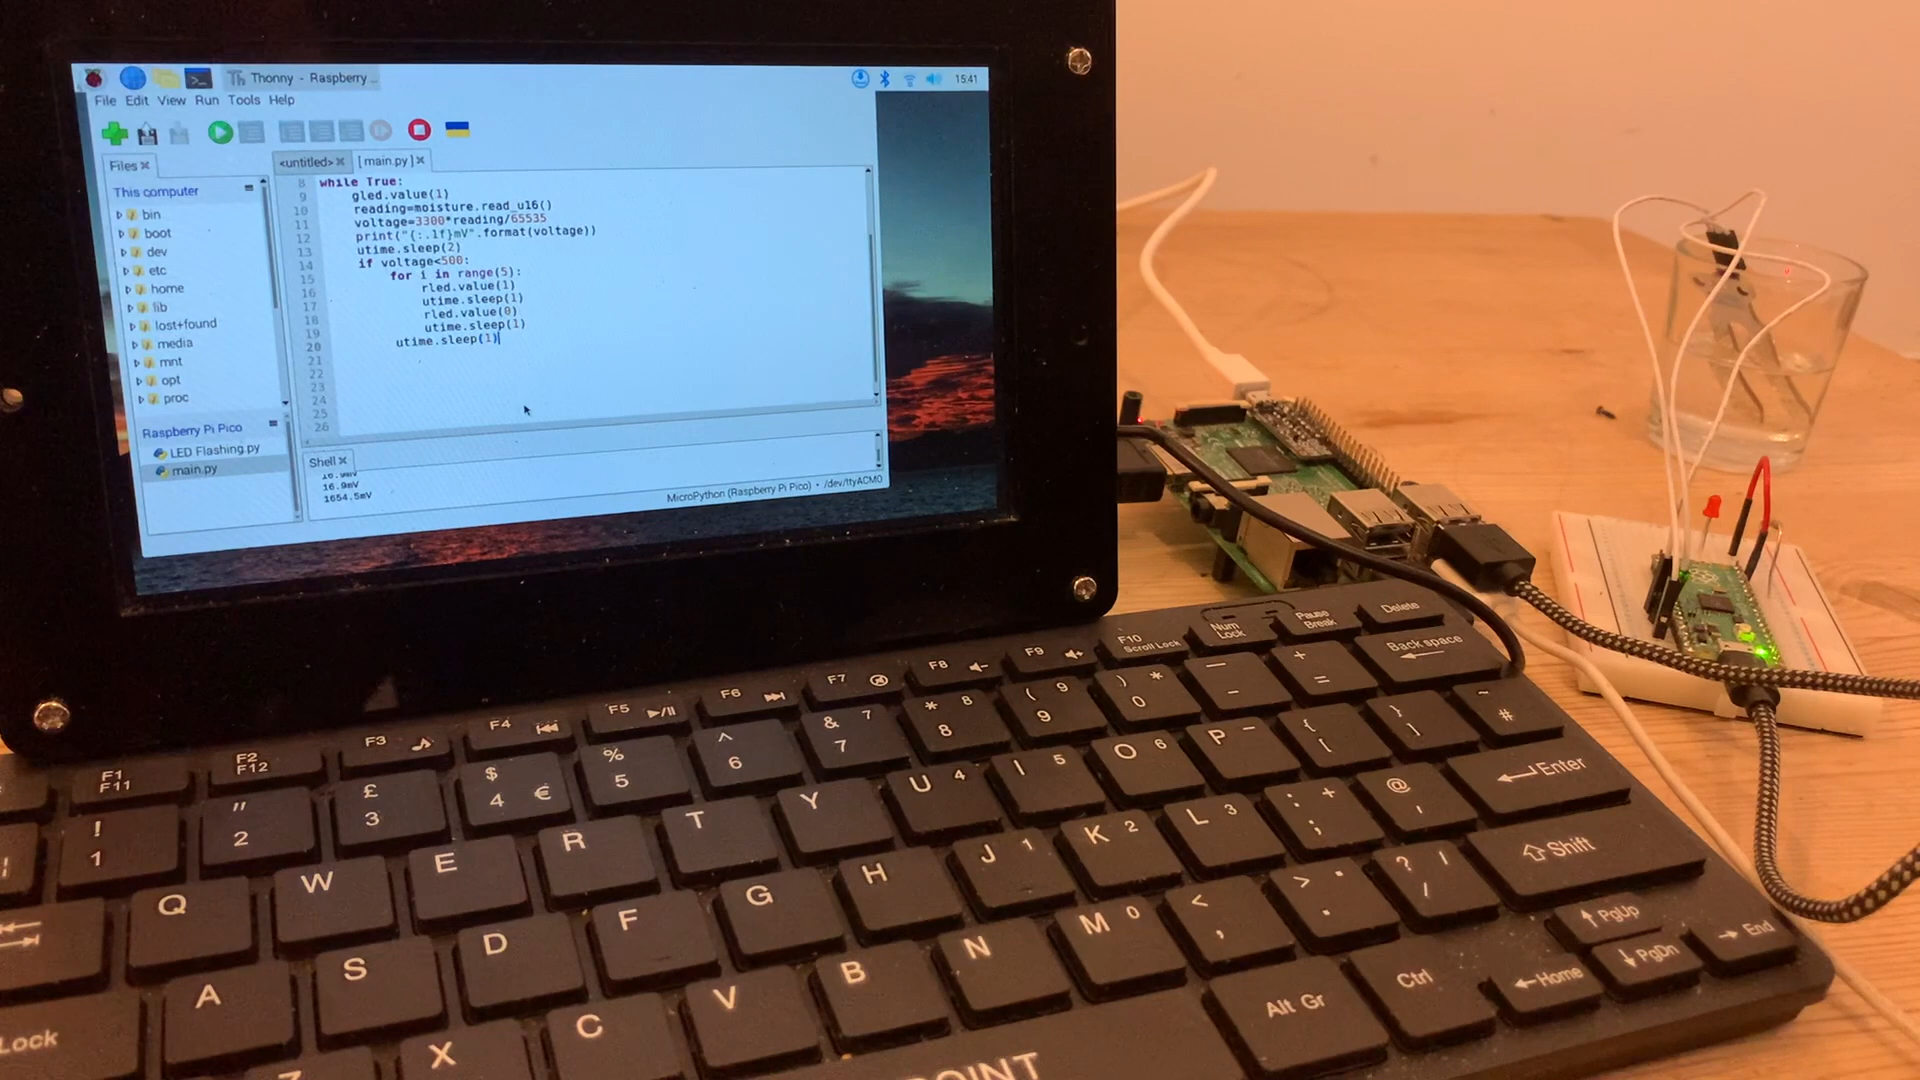 Thonny - Raspberry ...
15:41
File Edit View Run Tools Help
Files
<untitled> [ main.py ]
This computer
bin
boot
dev
etc
home
lib
lost+found
media
mnt
opt
proc
Raspberry Pi Pico
LED Flashing.py
main.py
8 while True:
9 gled.value(1)
10 reading=moisture.read_u16()
11 voltage=3300*reading/65535
12 print("{:.1f}mV".format(voltage))
13 utime.sleep(2)
14 if voltage<500:
15 for i in range(5):
16 rled.value(1)
17 utime.sleep(1)
18 rled.value(0)
19 utime.sleep(1)
20 utime.sleep(1)
21
22
23
24
25
26
Shell
16.9mV
16.9mV
1654.5mV
MicroPython (Raspberry Pi Pico) • /dev/ttyACM0
F1 F11
F2 F12
F3
F4
F5
F6
F7
F8
F9
F10 Scroll Lock
Num Lock
Pause Break
Delete
! 1
" 2
£ 3
$ 4 €
% 5
^ 6
& 7 7
* 8 8
( 9 9
) 0 *
_ -
+ =
Back space
Q
W
E
R
T
Y
U 4
I 5
O 6
P -
{ [
} ]
~ #
Enter
Lock
A
S
D
F
G
H
J 1
K 2
L 3
: ; +
@ '
Shift
Z
X
C
V
B
N
M 0
< ,
> . .
? / /
PgUp
Alt Gr
Ctrl
Home
PgDn
End
POINT